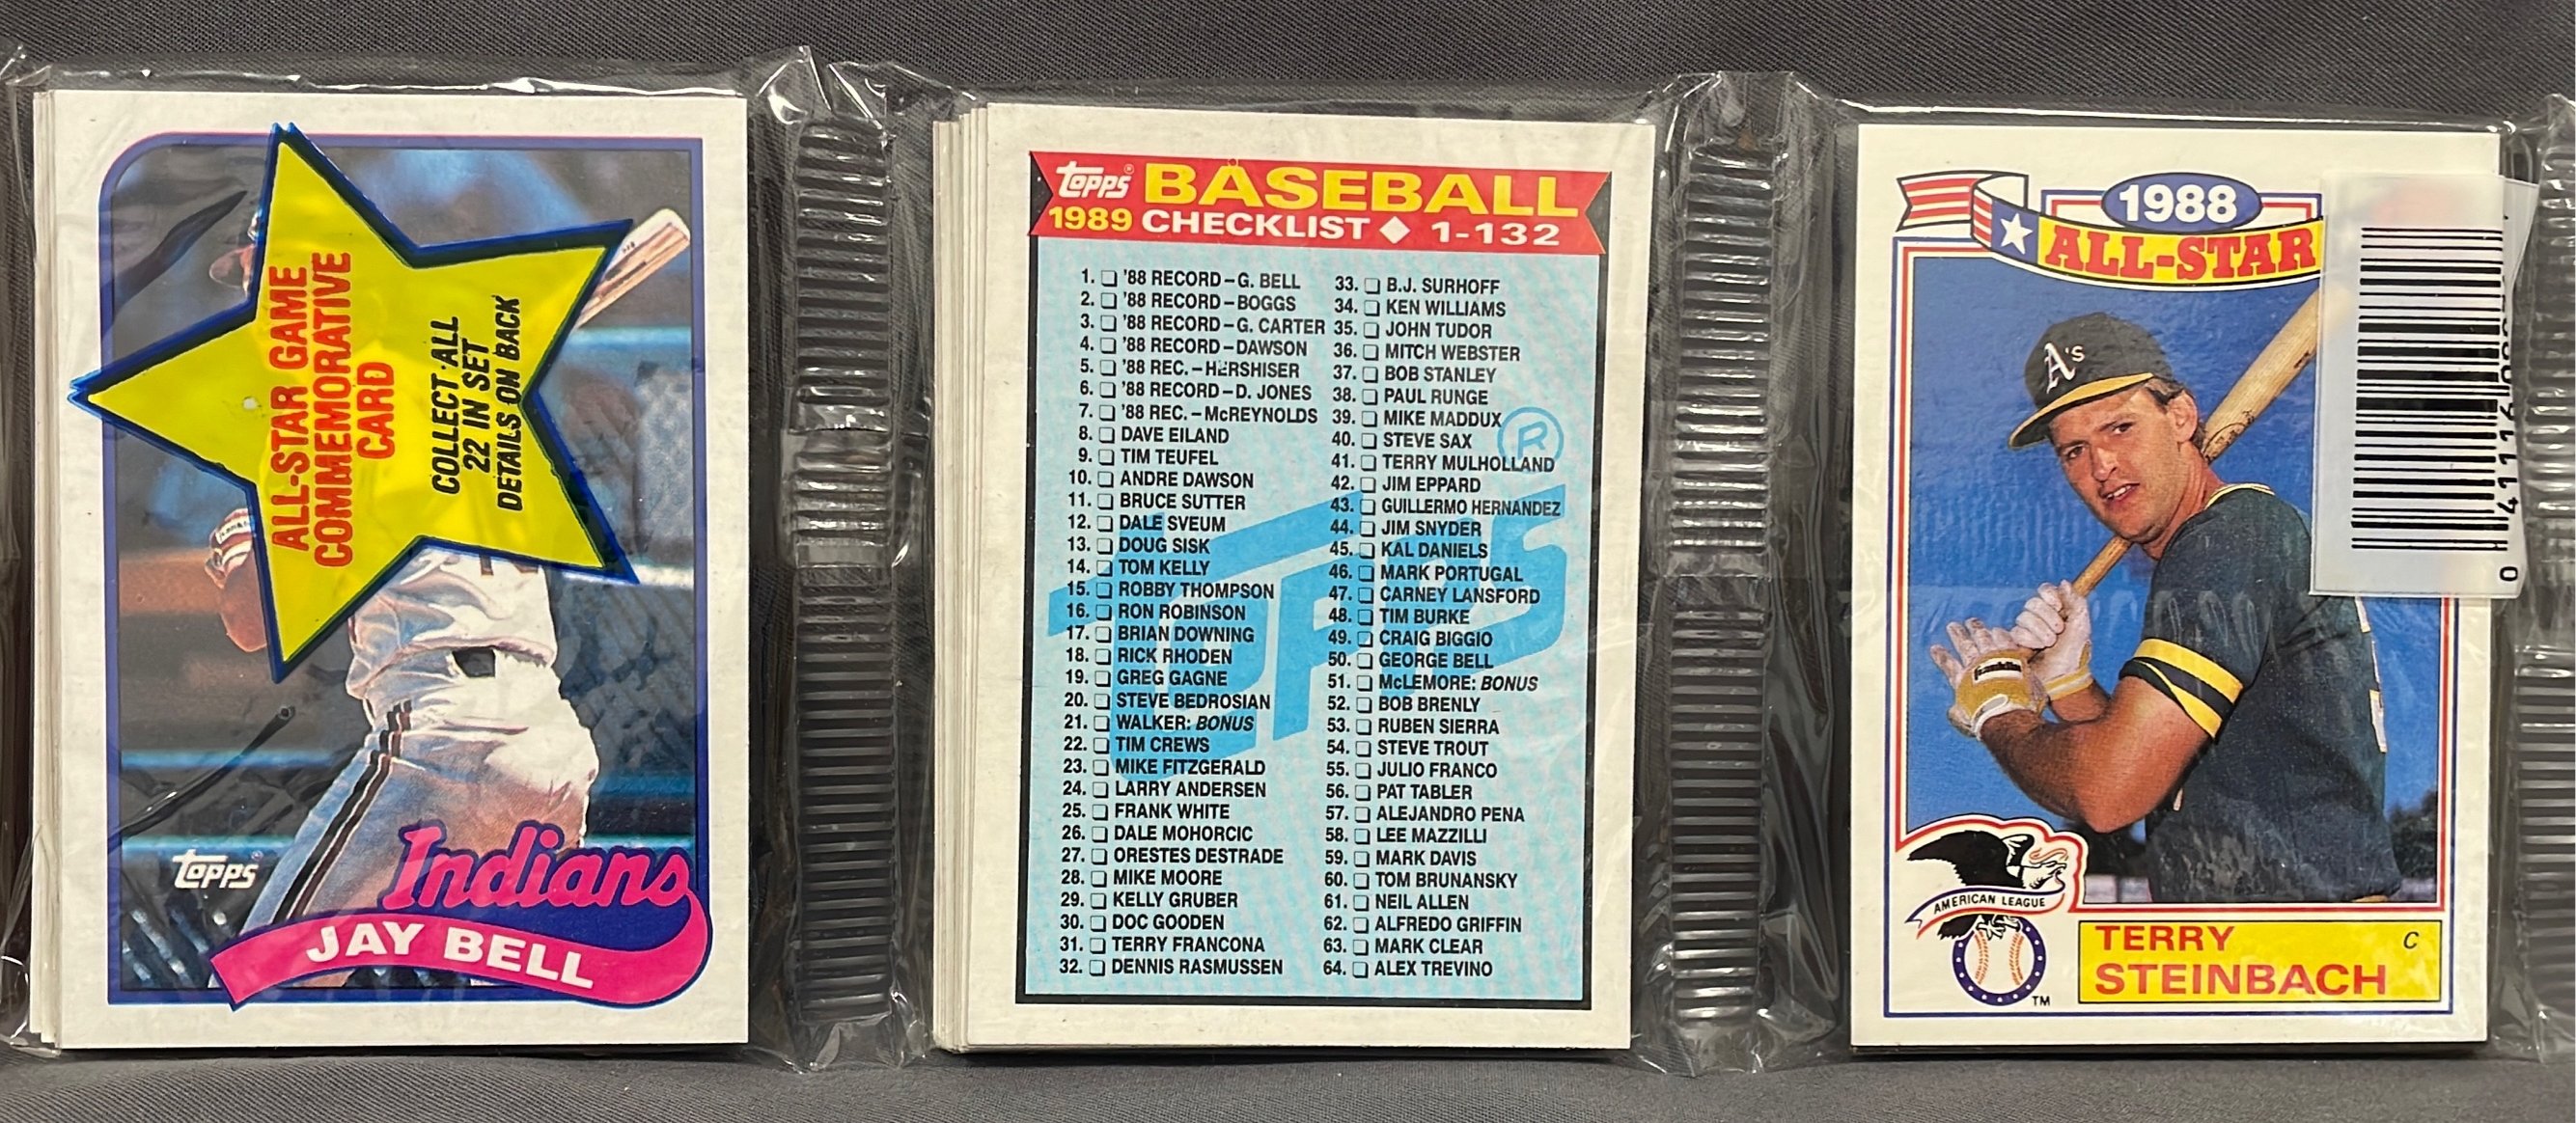 ALL-STAR GAME
COMMEMORATIVE
CARD
COLLECT ALL
22 IN SET
DETAILS ON BACK
topps®
Indians
JAY BELL
topps® BASEBALL
1989 CHECKLIST ◆ 1-132
1. ❏ '88 RECORD–G. BELL
2. ❏ '88 RECORD–BOGGS
3. ❏ '88 RECORD–G. CARTER
4. ❏ '88 RECORD–DAWSON
5. ❏ '88 REC.–HERSHISER
6. ❏ '88 RECORD–D. JONES
7. ❏ '88 REC.–McREYNOLDS
8. ❏ DAVE EILAND
9. ❏ TIM TEUFEL
10. ❏ ANDRE DAWSON
11. ❏ BRUCE SUTTER
12. ❏ DALE SVEUM
13. ❏ DOUG SISK
14. ❏ TOM KELLY
15. ❏ ROBBY THOMPSON
16. ❏ RON ROBINSON
17. ❏ BRIAN DOWNING
18. ❏ RICK RHODEN
19. ❏ GREG GAGNE
20. ❏ STEVE BEDROSIAN
21. ❏ WALKER: BONUS
22. ❏ TIM CREWS
23. ❏ MIKE FITZGERALD
24. ❏ LARRY ANDERSEN
25. ❏ FRANK WHITE
26. ❏ DALE MOHORCIC
27. ❏ ORESTES DESTRADE
28. ❏ MIKE MOORE
29. ❏ KELLY GRUBER
30. ❏ DOC GOODEN
31. ❏ TERRY FRANCONA
32. ❏ DENNIS RASMUSSEN
33. ❏ B.J. SURHOFF
34. ❏ KEN WILLIAMS
35. ❏ JOHN TUDOR
36. ❏ MITCH WEBSTER
37. ❏ BOB STANLEY
38. ❏ PAUL RUNGE
39. ❏ MIKE MADDUX
40. ❏ STEVE SAX
41. ❏ TERRY MULHOLLAND
42. ❏ JIM EPPARD
43. ❏ GUILLERMO HERNANDEZ
44. ❏ JIM SNYDER
45. ❏ KAL DANIELS
46. ❏ MARK PORTUGAL
47. ❏ CARNEY LANSFORD
48. ❏ TIM BURKE
49. ❏ CRAIG BIGGIO
50. ❏ GEORGE BELL
51. ❏ McLEMORE: BONUS
52. ❏ BOB BRENLY
53. ❏ RUBEN SIERRA
54. ❏ STEVE TROUT
55. ❏ JULIO FRANCO
56. ❏ PAT TABLER
57. ❏ ALEJANDRO PENA
58. ❏ LEE MAZZILLI
59. ❏ MARK DAVIS
60. ❏ TOM BRUNANSKY
61. ❏ NEIL ALLEN
62. ❏ ALFREDO GRIFFIN
63. ❏ MARK CLEAR
64. ❏ ALEX TREVINO
TOPPS ®
1988
ALL-STAR
A's
Franklin
AMERICAN LEAGUE
TM
TERRY C
STEINBACH